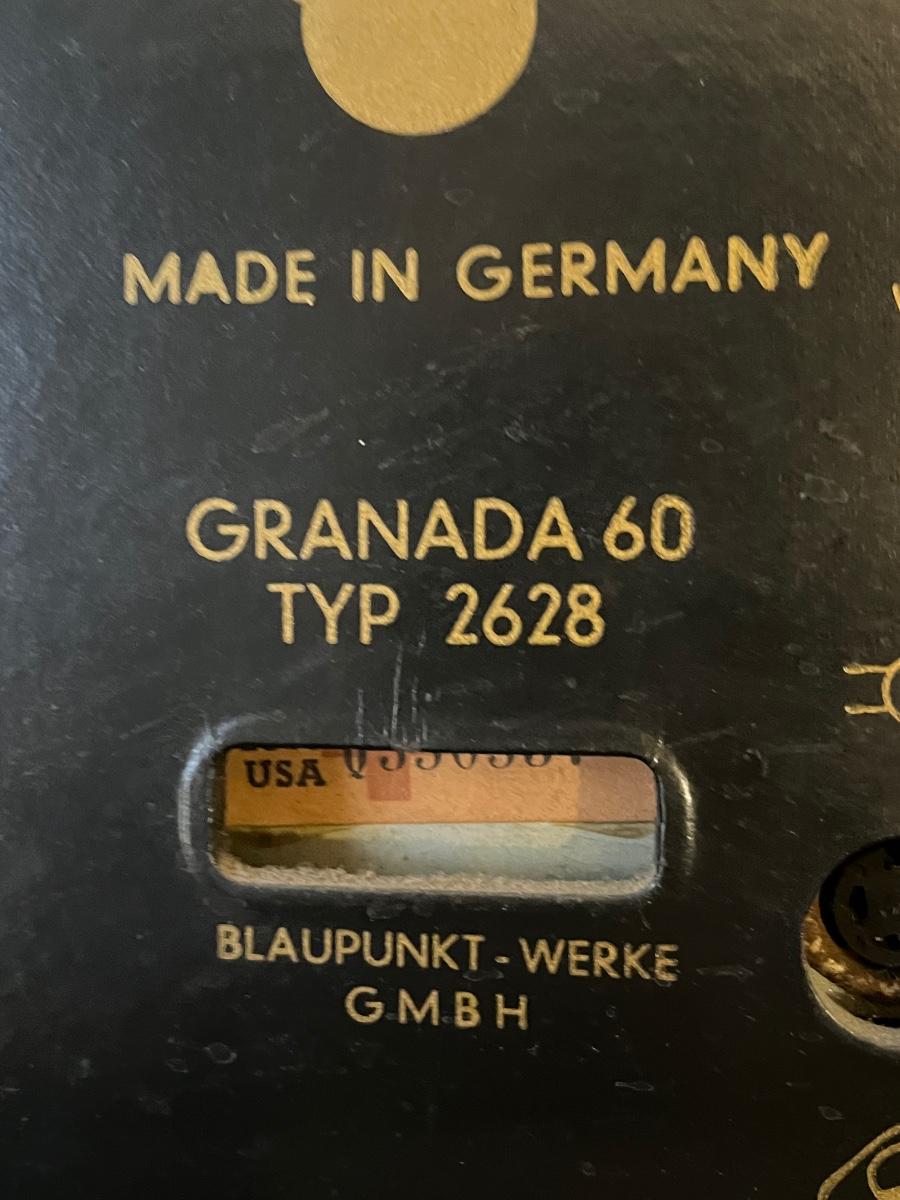 MADE IN GERMANY
GRANADA 60
TYP 2628
USA
BLAUPUNKT-WERKE
GMBH